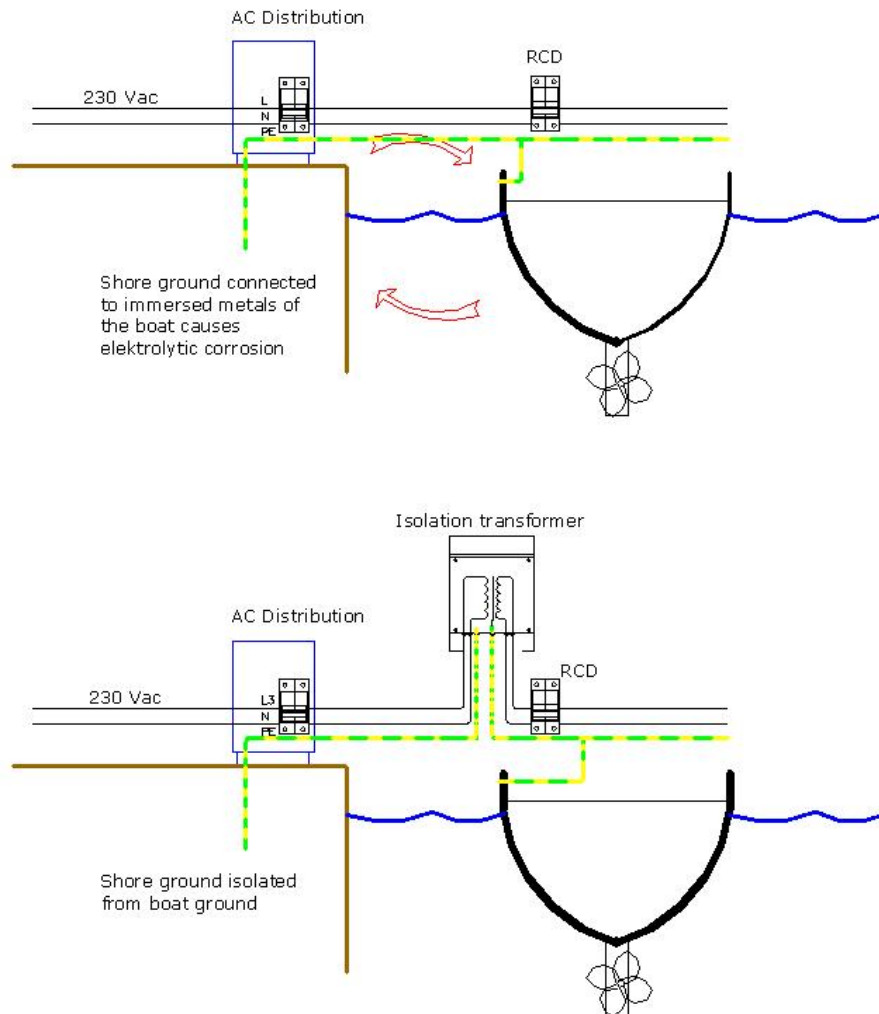 AC Distribution
RCD
230 Vac
L
N
PE
Shore ground connected
to immersed metals of
the boat causes
elektrolytic corrosion
Isolation transformer
AC Distribution
RCD
230 Vac
L3
N
PE
Shore ground isolated
from boat ground